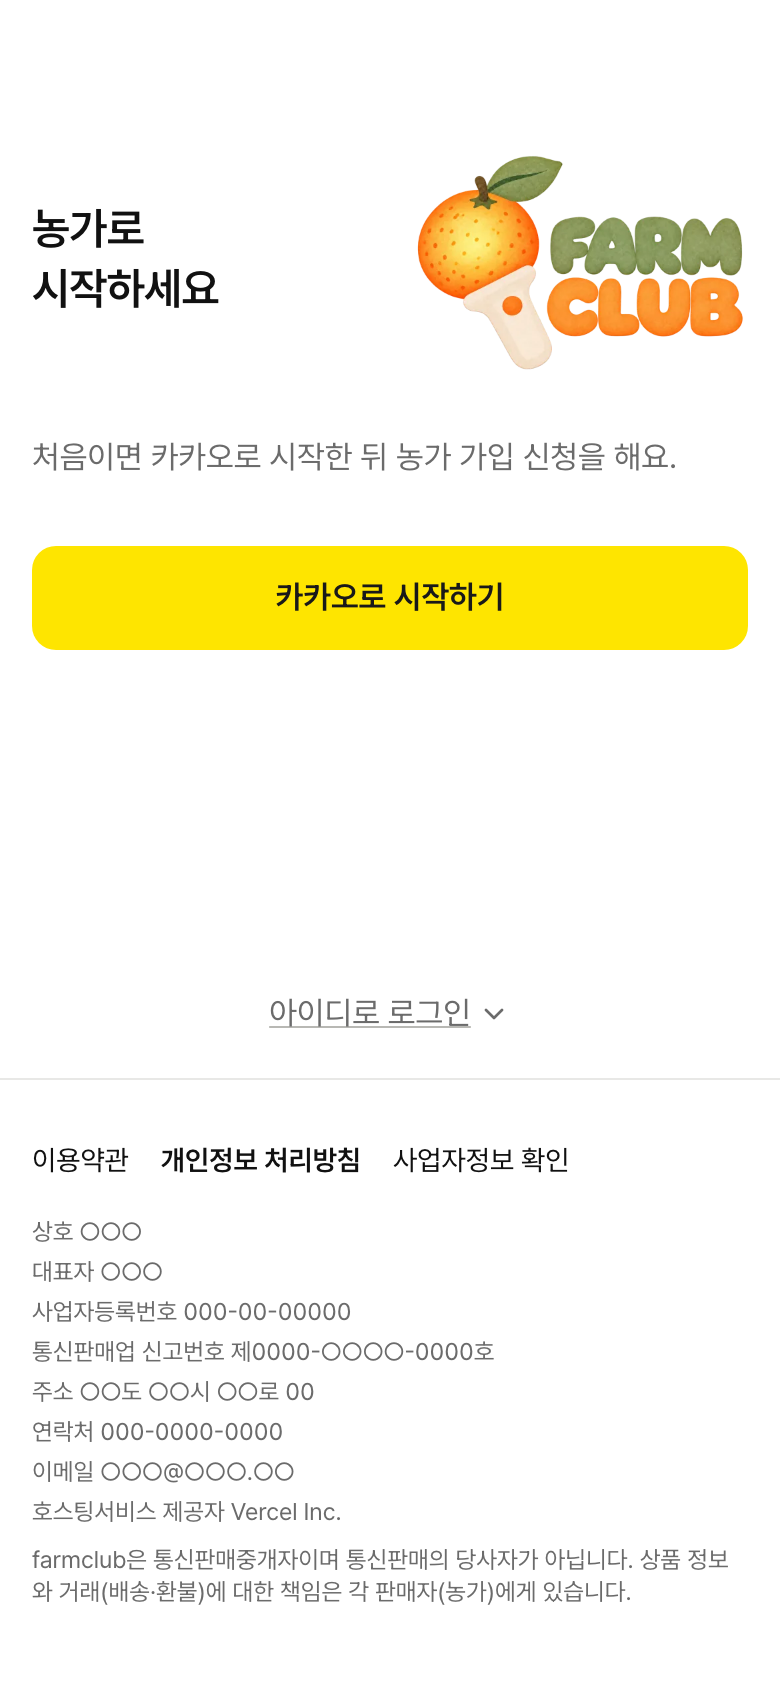 농가로
시작하세요
FARM
CLUB
처음이면 카카오로 시작한 뒤 농가 가입 신청을 해요.
카카오로 시작하기
아이디로 로그인
이용약관 개인정보 처리방침 사업자정보 확인
상호 ○○○
대표자 ○○○
사업자등록번호 000-00-00000
통신판매업 신고번호 제0000-○○○○-0000호
주소 ○○도 ○○시 ○○로 00
연락처 000-0000-0000
이메일 ○○○@○○○.○○
호스팅서비스 제공자 Vercel Inc.
farmclub은 통신판매중개자이며 통신판매의 당사자가 아닙니다. 상품 정보
와 거래(배송·환불)에 대한 책임은 각 판매자(농가)에게 있습니다.